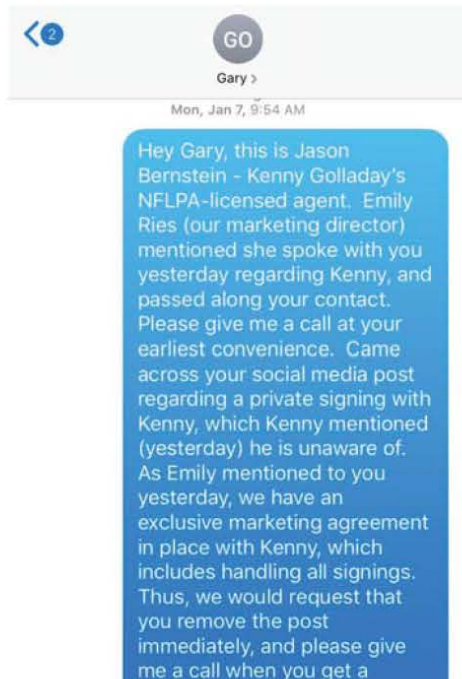 2
GO
Gary >
Mon, Jan 7, 9:54 AM
Hey Gary, this is Jason
Bernstein - Kenny Golladay's
NFLPA-licensed agent.  Emily
Ries (our marketing director)
mentioned she spoke with you
yesterday regarding Kenny, and
passed along your contact.
Please give me a call at your
earliest convenience.  Came
across your social media post
regarding a private signing with
Kenny, which Kenny mentioned
(yesterday) he is unaware of.
As Emily mentioned to you
yesterday, we have an
exclusive marketing agreement
in place with Kenny, which
includes handling all signings.
Thus, we would request that
you remove the post
immediately, and please give
me a call when you get a